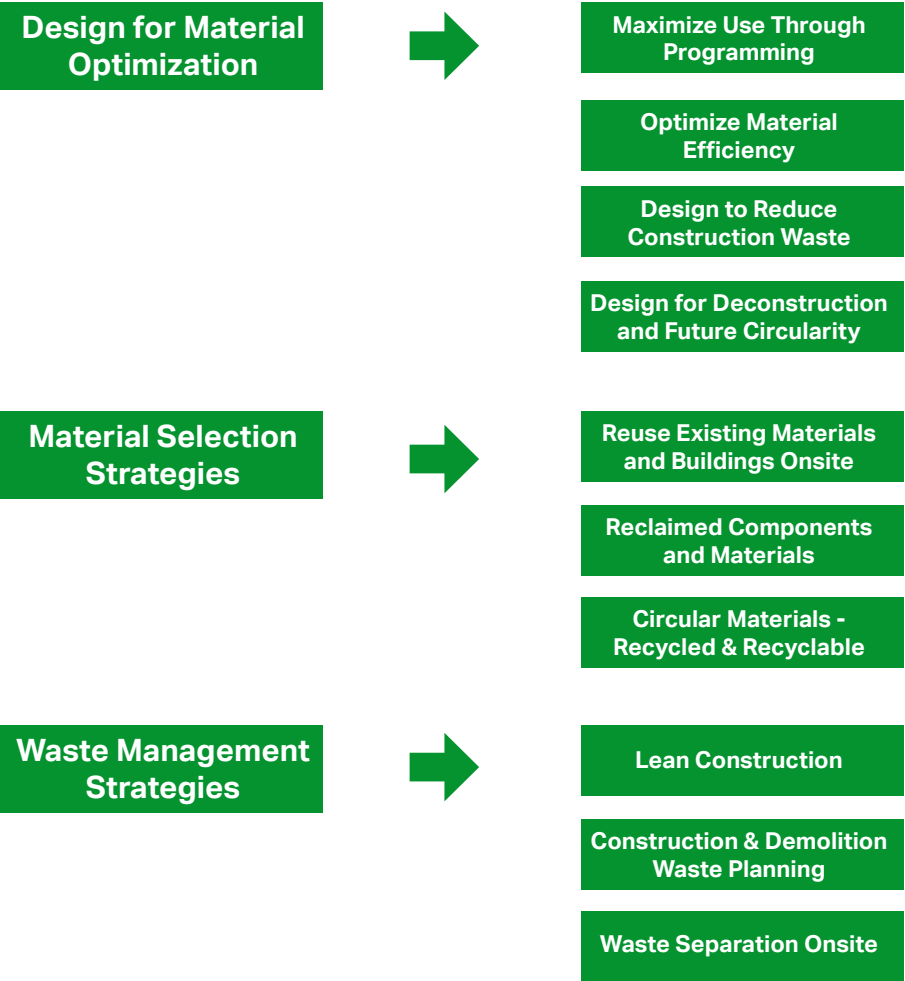 Design for Material
Optimization
Maximize Use Through
Programming
Optimize Material
Efficiency
Design to Reduce
Construction Waste
Design for Deconstruction
and Future Circularity
Material Selection
Strategies
Reuse Existing Materials
and Buildings Onsite
Reclaimed Components
and Materials
Circular Materials -
Recycled & Recyclable
Waste Management
Strategies
Lean Construction
Construction & Demolition
Waste Planning
Waste Separation Onsite